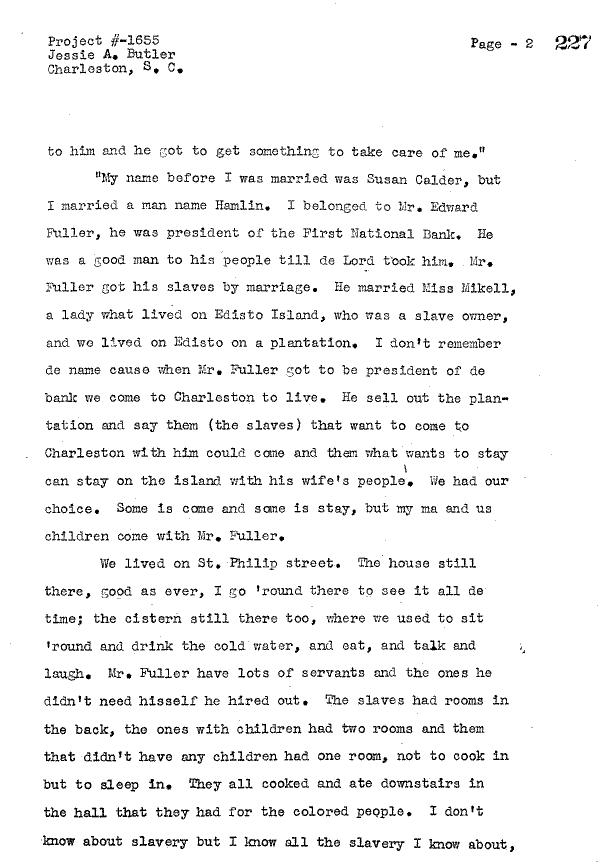 Project #-1655
Jessie A. Butler
Charleston, S. C.
Page - 2 227
to him and he got to get something to take care of me."
"My name before I was married was Susan Calder, but
I married a man name Hamlin. I belonged to Mr. Edward
Fuller, he was president of the First National Bank. He
was a good man to his people till de Lord took him. Mr.
Fuller got his slaves by marriage. He married Miss Mikell,
a lady what lived on Edisto Island, who was a slave owner,
and we lived on Edisto on a plantation. I don't remember
de name cause when Mr. Fuller got to be president of de
bank we come to Charleston to live. He sell out the plan-
tation and say them (the slaves) that want to come to
Charleston with him could come and them what wants to stay
can stay on the island with his wife's people. We had our
choice. Some is come and some is stay, but my ma and us
children come with Mr. Fuller.
We lived on St. Philip street. The house still
there, good as ever, I go 'round there to see it all de
time; the cistern still there too, where we used to sit
'round and drink the cold water, and eat, and talk and
laugh. Mr. Fuller have lots of servants and the ones he
didn't need hisself he hired out. The slaves had rooms in
the back, the ones with children had two rooms and them
that didn't have any children had one room, not to cook in
but to sleep in. They all cooked and ate downstairs in
the hall that they had for the colored people. I don't
know about slavery but I know all the slavery I know about,